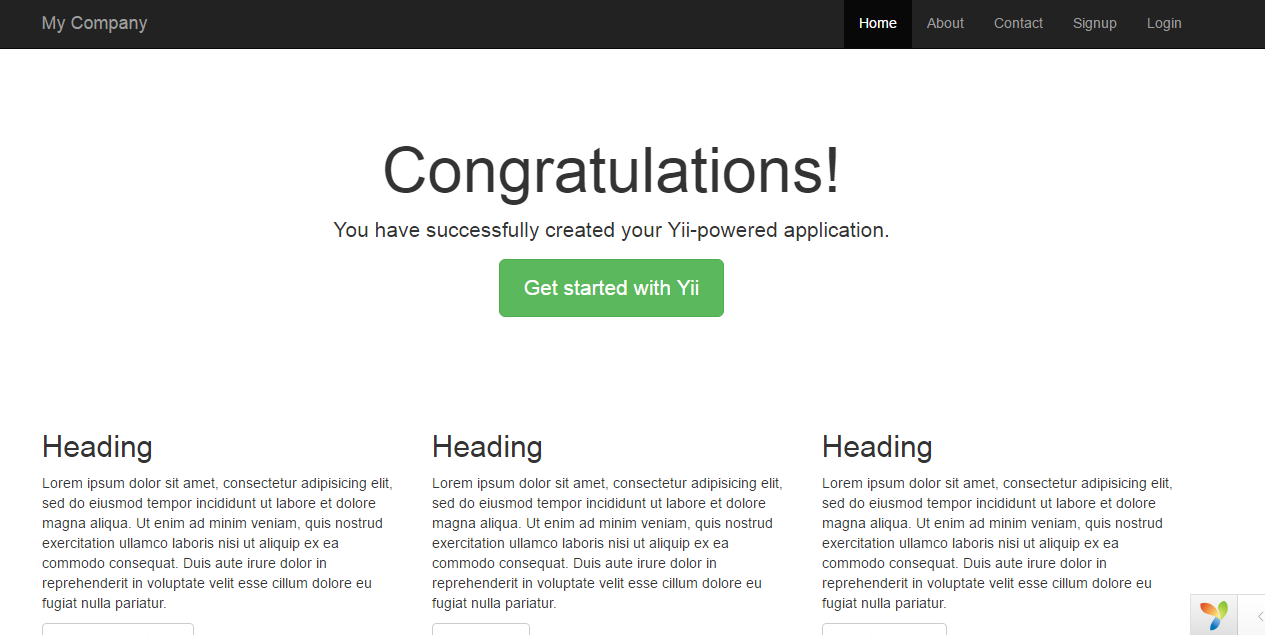 My Company
Home About Contact Signup Login
Congratulations!
You have successfully created your Yii-powered application.
Get started with Yii
Heading
Lorem ipsum dolor sit amet, consectetur adipisicing elit,
sed do eiusmod tempor incididunt ut labore et dolore
magna aliqua. Ut enim ad minim veniam, quis nostrud
exercitation ullamco laboris nisi ut aliquip ex ea
commodo consequat. Duis aute irure dolor in
reprehenderit in voluptate velit esse cillum dolore eu
fugiat nulla pariatur.
Heading
Lorem ipsum dolor sit amet, consectetur adipisicing elit,
sed do eiusmod tempor incididunt ut labore et dolore
magna aliqua. Ut enim ad minim veniam, quis nostrud
exercitation ullamco laboris nisi ut aliquip ex ea
commodo consequat. Duis aute irure dolor in
reprehenderit in voluptate velit esse cillum dolore eu
fugiat nulla pariatur.
Heading
Lorem ipsum dolor sit amet, consectetur adipisicing elit,
sed do eiusmod tempor incididunt ut labore et dolore
magna aliqua. Ut enim ad minim veniam, quis nostrud
exercitation ullamco laboris nisi ut aliquip ex ea
commodo consequat. Duis aute irure dolor in
reprehenderit in voluptate velit esse cillum dolore eu
fugiat nulla pariatur.